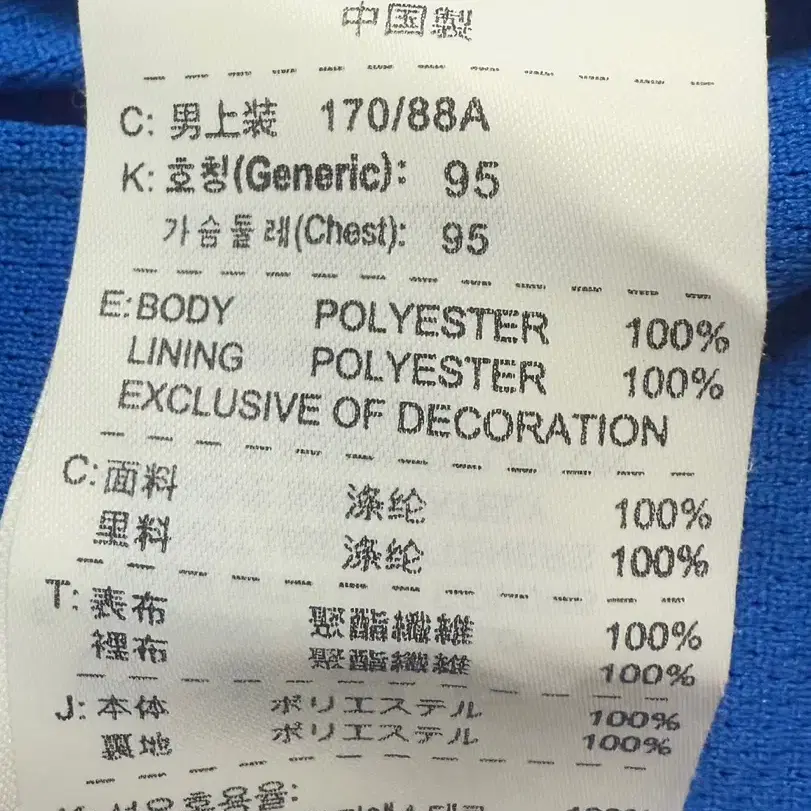 中国製
C: 男上装 170/88A
K: 호칭(Generic): 95
가슴둘레(Chest): 95
E: BODY POLYESTER 100%
LINING POLYESTER 100%
EXCLUSIVE OF DECORATION
C: 面料 涤纶 100%
里料 涤纶 100%
T: 表布 聚酯纖維 100%
裡布 聚酯纖維 100%
J: 本体 ポリエステル 100%
裏地 ポリエステル 100%